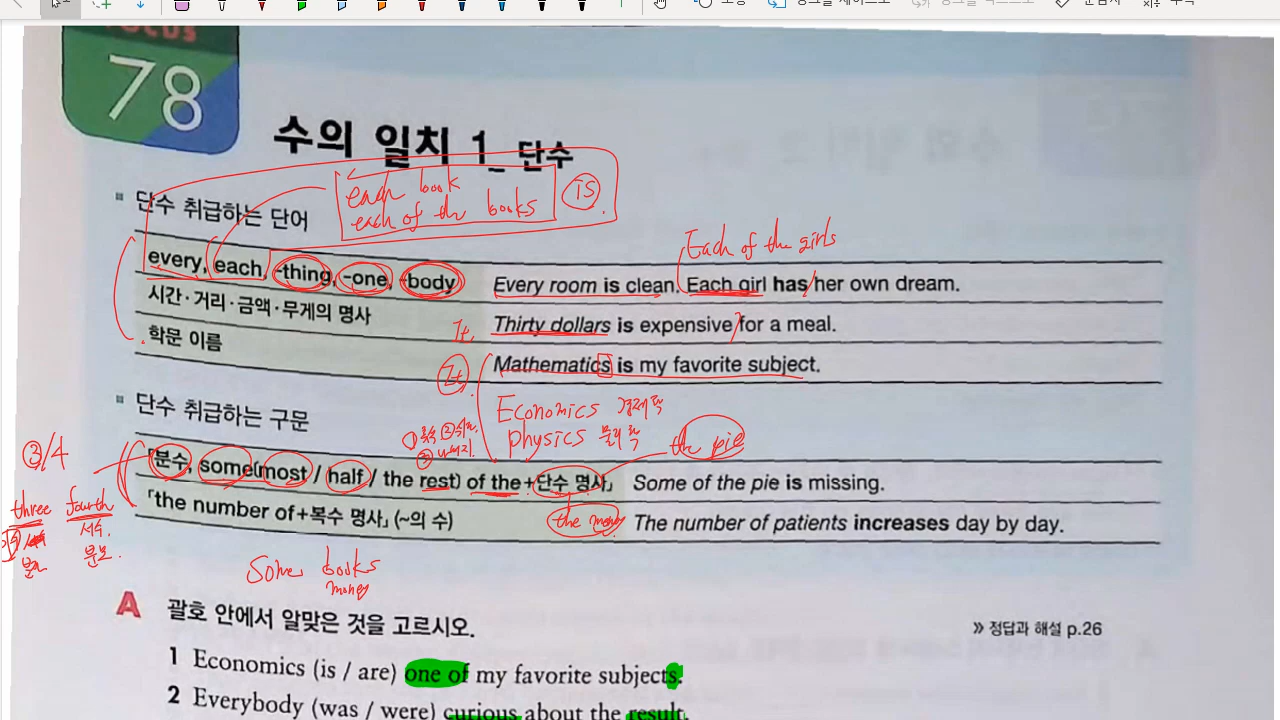 FOCUS
78
수의 일치 1_ 단수
each book
each of the books
is
단수 취급하는 단어
Each of the girls
every, each, -thing, -one, -body
Every room is clean. Each girl has her own dream.
시간·거리·금액·무게의 명사
It
Thirty dollars is expensive for a meal.
학문 이름
It
Mathematics is my favorite subject.
Economics 경제학
physics 물리학
단수 취급하는 구문
the pie
③/4
「분수, some(most / half / the rest) of the+단수 명사」
Some of the pie is missing.
three fourth
서수
분모
「the number of+복수 명사」(~의 수)
the money
The number of patients increases day by day.
Some books
money
A 괄호 안에서 알맞은 것을 고르시오.
» 정답과 해설 p.26
1 Economics (is / are) one of my favorite subjects.
2 Everybody (was / were) curious about the result.